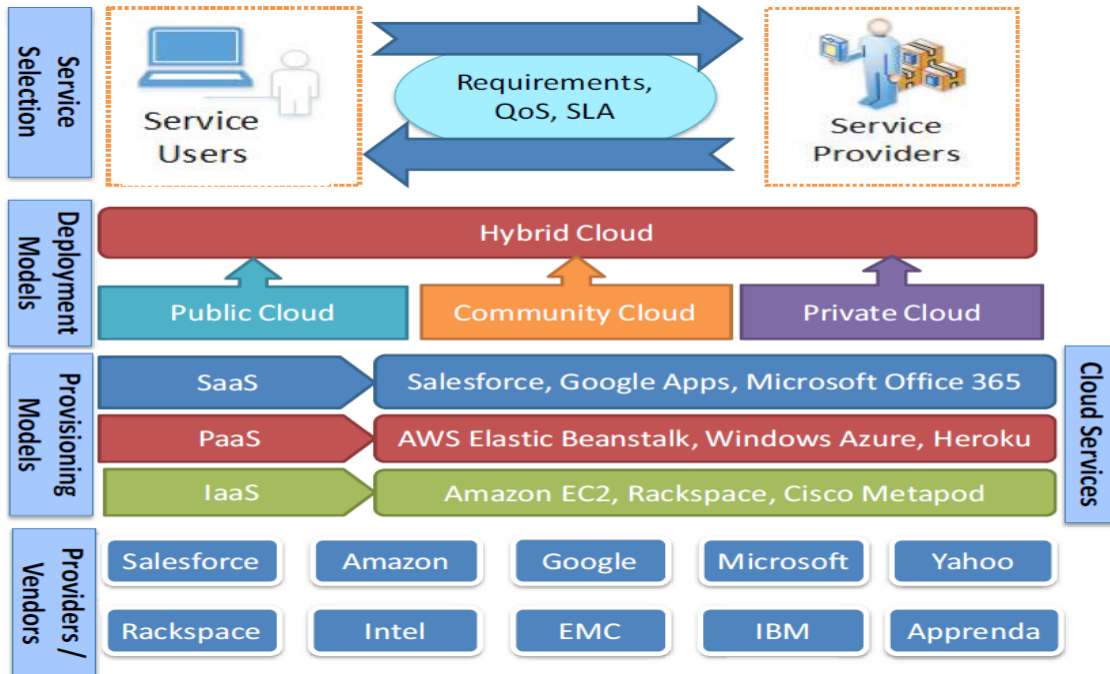 Service
Selection
Service
Users
Requirements,
QoS, SLA
Service
Providers
Deployment
Models
Hybrid Cloud
Public Cloud
Community Cloud
Private Cloud
Provisioning
Models
SaaS
Salesforce, Google Apps, Microsoft Office 365
PaaS
AWS Elastic Beanstalk, Windows Azure, Heroku
IaaS
Amazon EC2, Rackspace, Cisco Metapod
Cloud Services
Providers /
Vendors
Salesforce
Amazon
Google
Microsoft
Yahoo
Rackspace
Intel
EMC
IBM
Apprenda